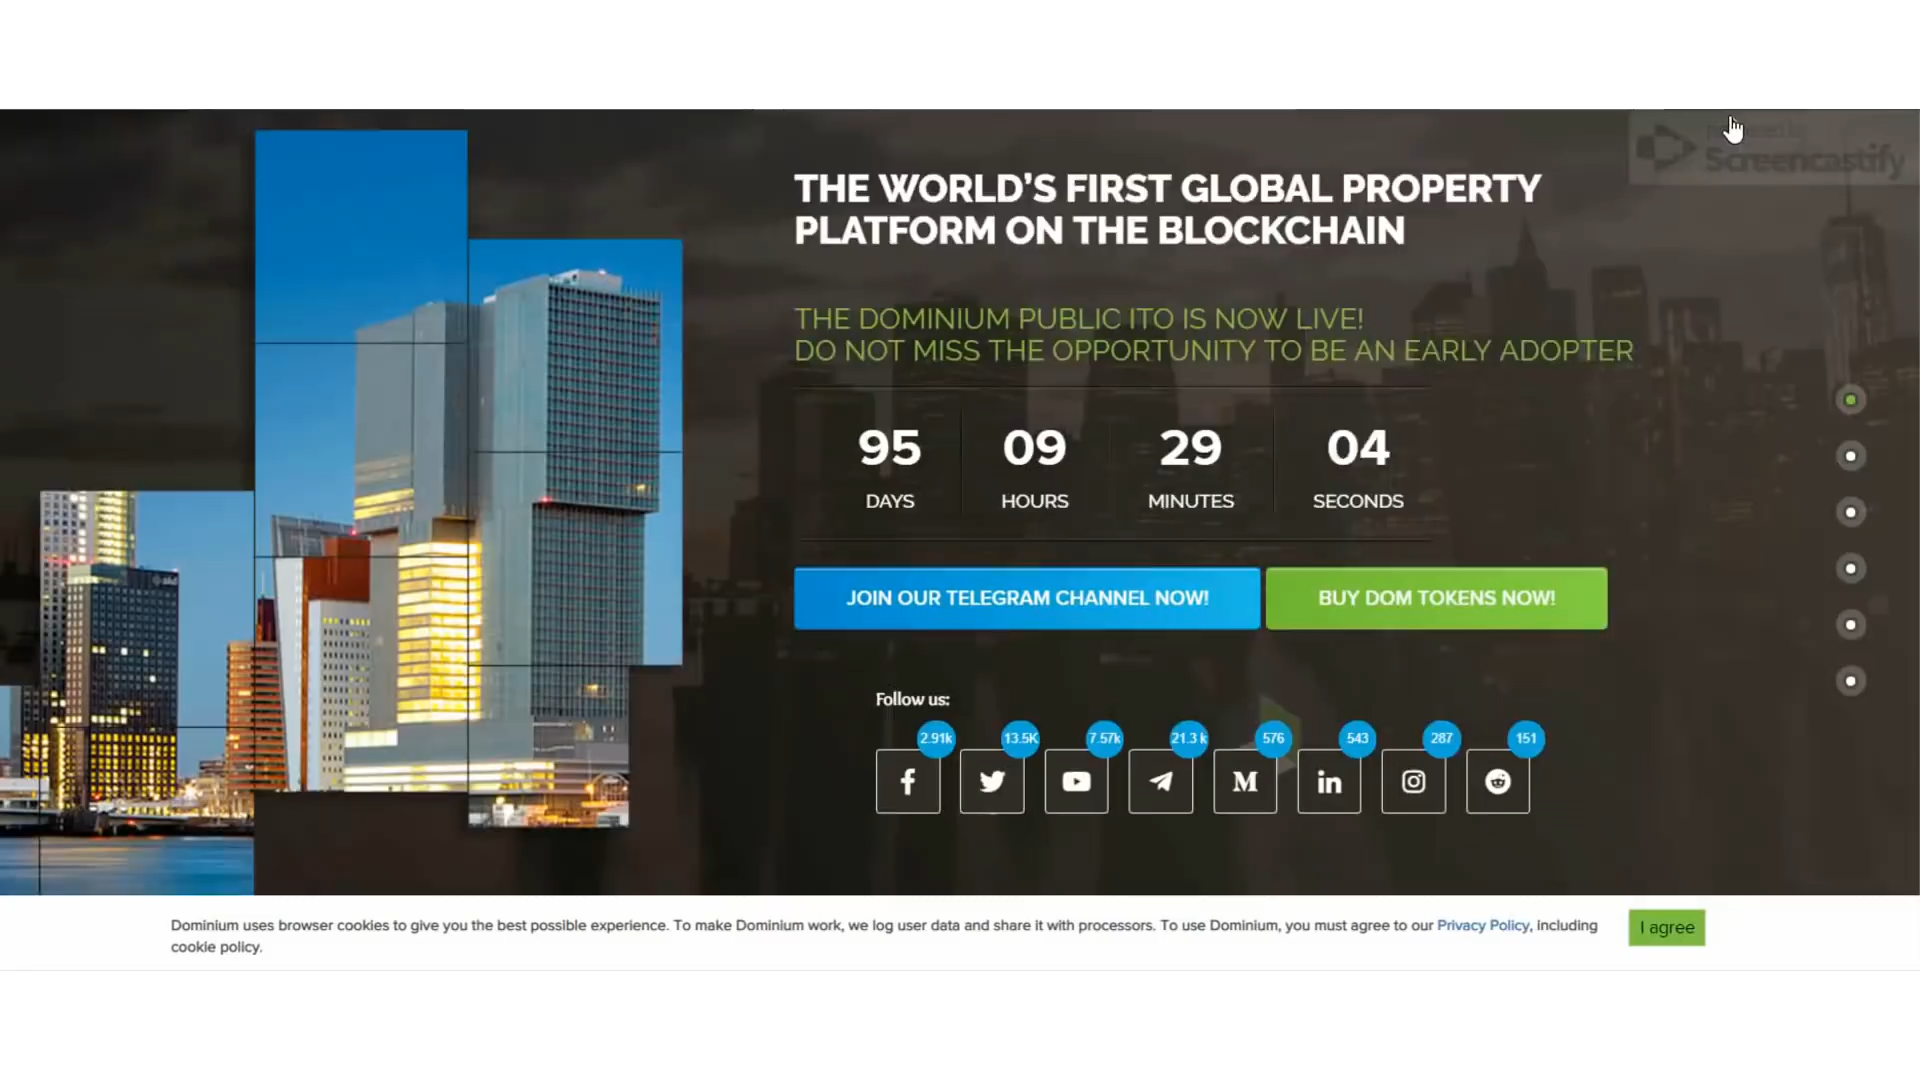 Screencastify
THE WORLD'S FIRST GLOBAL PROPERTY
PLATFORM ON THE BLOCKCHAIN
THE DOMINIUM PUBLIC ITO IS NOW LIVE!
DO NOT MISS THE OPPORTUNITY TO BE AN EARLY ADOPTER
95 09 29 04
DAYS HOURS MINUTES SECONDS
JOIN OUR TELEGRAM CHANNEL NOW! BUY DOM TOKENS NOW!
Follow us:
2.91k 13.5K 7.57k 21.3 k 576 543 287 151
Dominium uses browser cookies to give you the best possible experience. To make Dominium work, we log user data and share it with processors. To use Dominium, you must agree to our Privacy Policy, including
cookie policy.
I agree